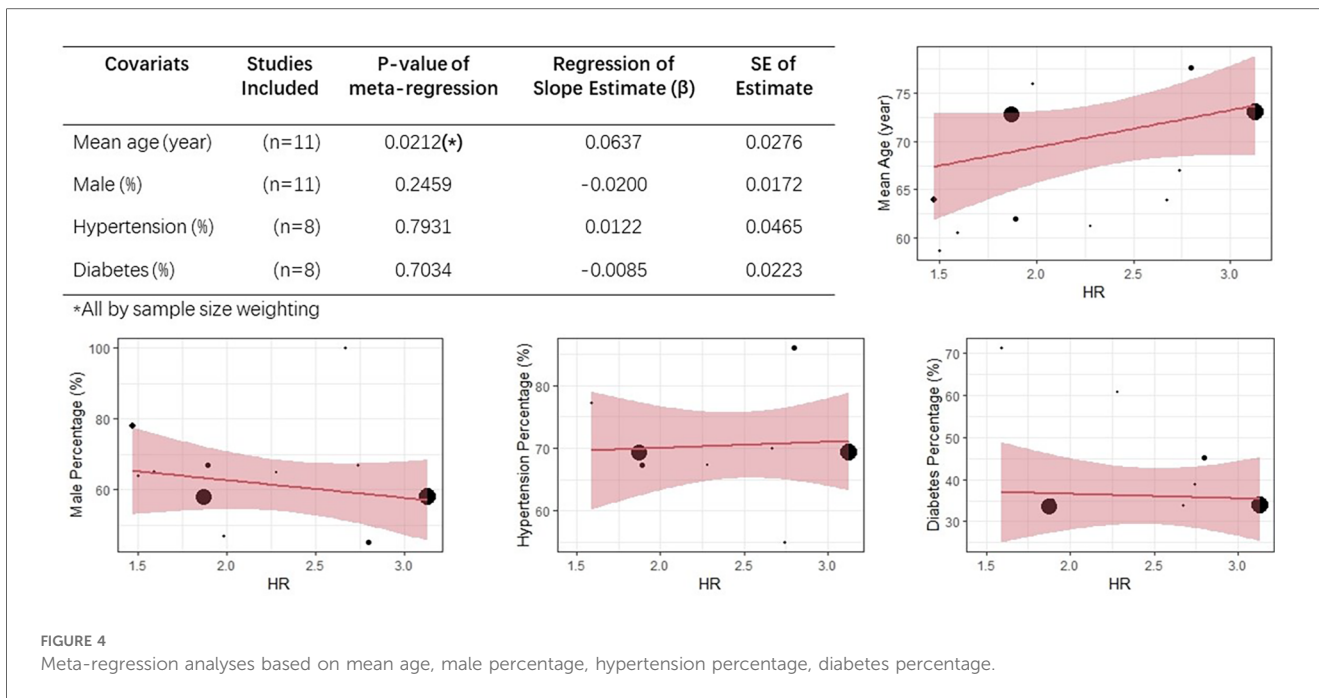 Covariats Studies Included P-value of meta-regression Regression of Slope Estimate (β) SE of Estimate
Mean age (year) (n=11) 0.0212(*) 0.0637 0.0276
Male (%) (n=11) 0.2459 -0.0200 0.0172
Hypertension (%) (n=8) 0.7931 0.0122 0.0465
Diabetes (%) (n=8) 0.7034 -0.0085 0.0223
*All by sample size weighting
Mean Age (year)
75
70
65
60
1.5 2.0 2.5 3.0
HR
Male Percentage (%)
100
80
60
1.5 2.0 2.5 3.0
HR
Hypertension Percentage (%)
80
70
60
1.5 2.0 2.5 3.0
HR
Diabetes Percentage (%)
70
60
50
40
30
1.5 2.0 2.5 3.0
HR
FIGURE 4
Meta-regression analyses based on mean age, male percentage, hypertension percentage, diabetes percentage.